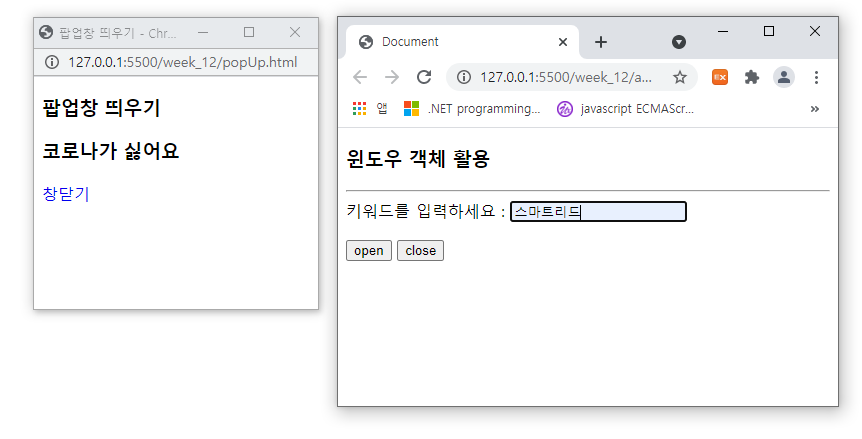 팝업창 띄우기 - Chr...
127.0.0.1:5500/week_12/popUp.html
팝업창 띄우기
코로나가 싫어요
창닫기
Document
127.0.0.1:5500/week_12/a...
앱 .NET programming... javascript ECMAScr...
윈도우 객체 활용
키워드를 입력하세요 : 스마트리드
open close